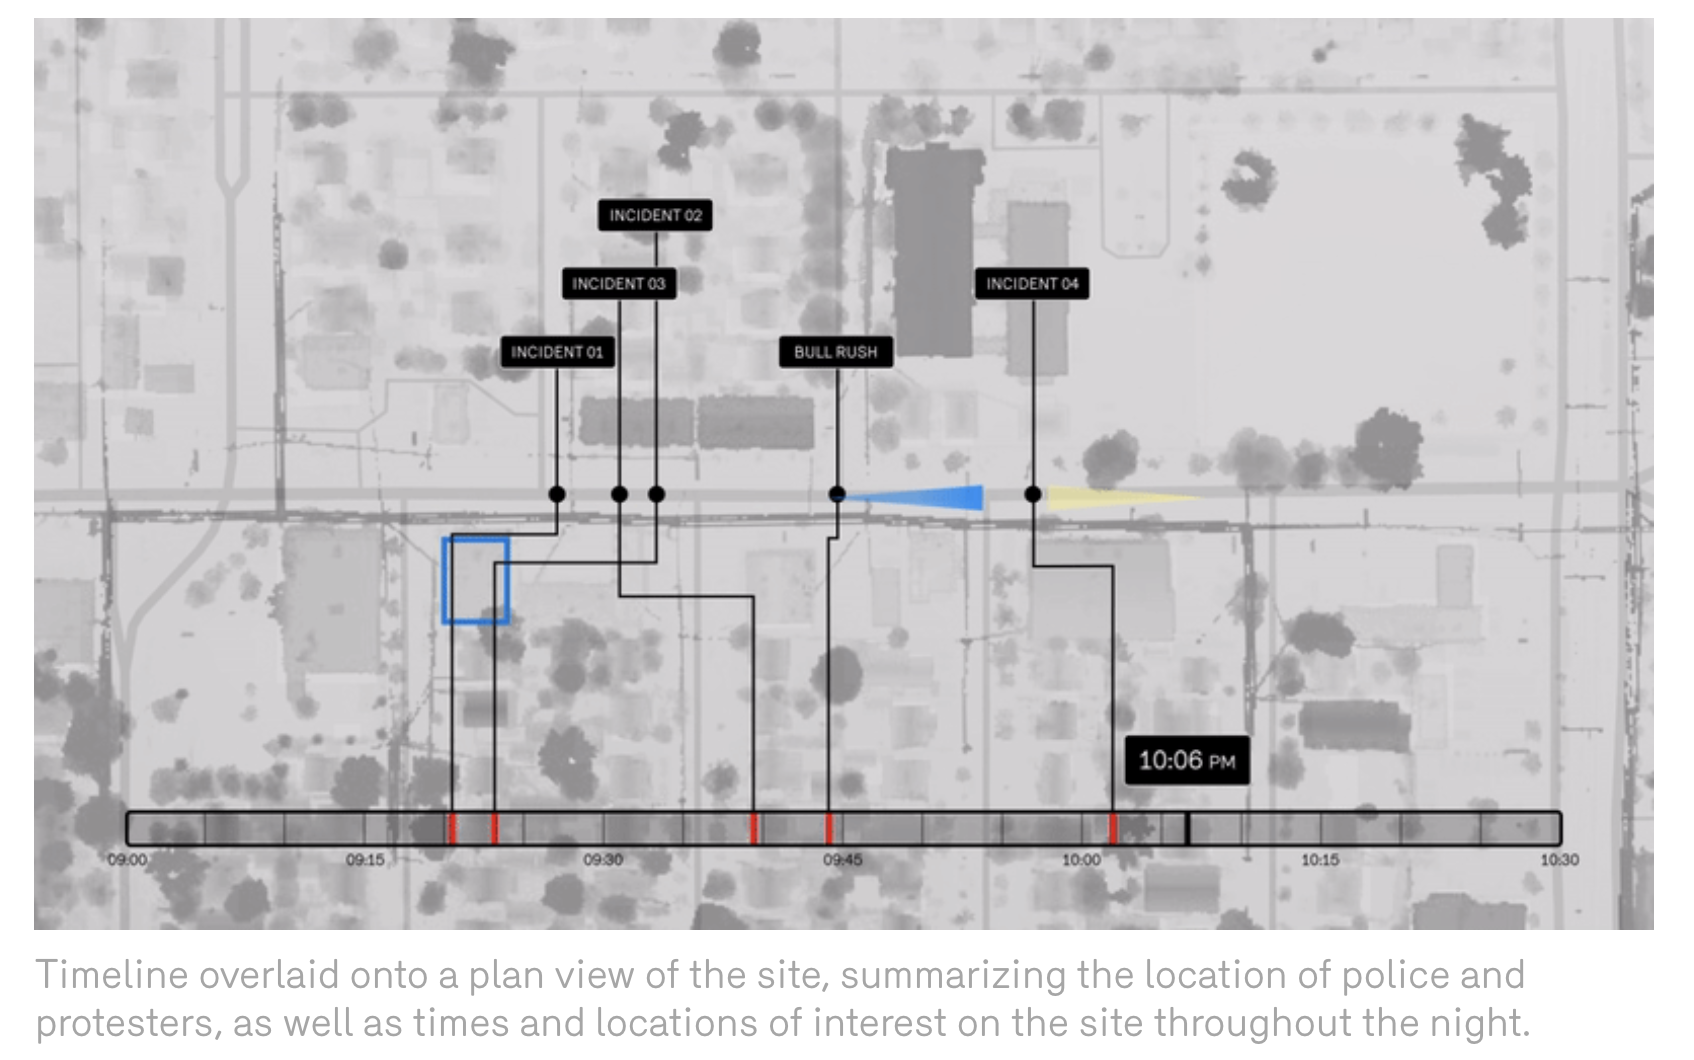 INCIDENT 02
INCIDENT 03
INCIDENT 04
INCIDENT 01
BULL RUSH
10:06 PM
09:00
09:15
09:30
09:45
10:00
10:15
10:30
Timeline overlaid onto a plan view of the site, summarizing the location of police and
protesters, as well as times and locations of interest on the site throughout the night.